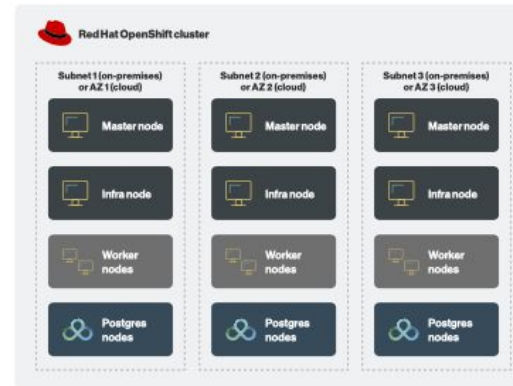 Red Hat OpenShift cluster
Subnet 1 (on-premises)
or AZ 1 (cloud)
Master node
Infra node
Worker
nodes
Postgres
nodes
Subnet 2 (on-premises)
or AZ 2 (cloud)
Master node
Infra node
Worker
nodes
Postgres
nodes
Subnet 3 (on-premises)
or AZ 3 (cloud)
Master node
Infra node
Worker
nodes
Postgres
nodes